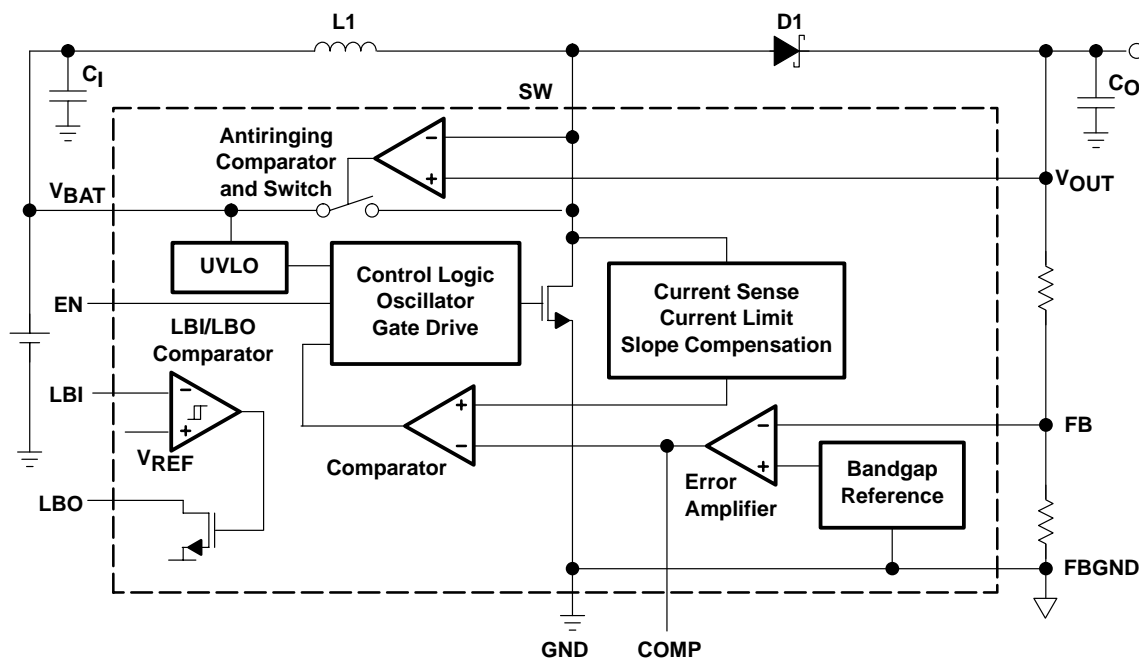 L1
D1
CI
CO
SW
Antiringing
Comparator
and Switch
VBAT
VOUT
UVLO
Control Logic
Oscillator
Gate Drive
Current Sense
Current Limit
Slope Compensation
EN
LBI/LBO
Comparator
LBI
VREF
FB
Comparator
Error
Amplifier
Bandgap
Reference
LBO
FBGND
GND
COMP